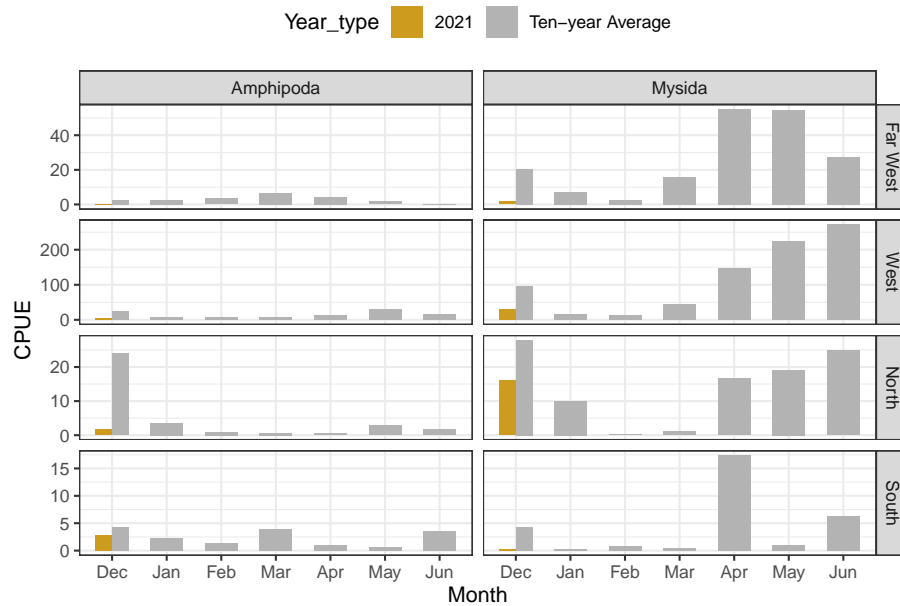 Year_type 2021 Ten−year Average
Amphipoda Mysida
Far West
West
North
South
CPUE
40
20
0
200
100
0
20
10
0
15
10
5
0
Dec Jan Feb Mar Apr May Jun Dec Jan Feb Mar Apr May Jun
Month